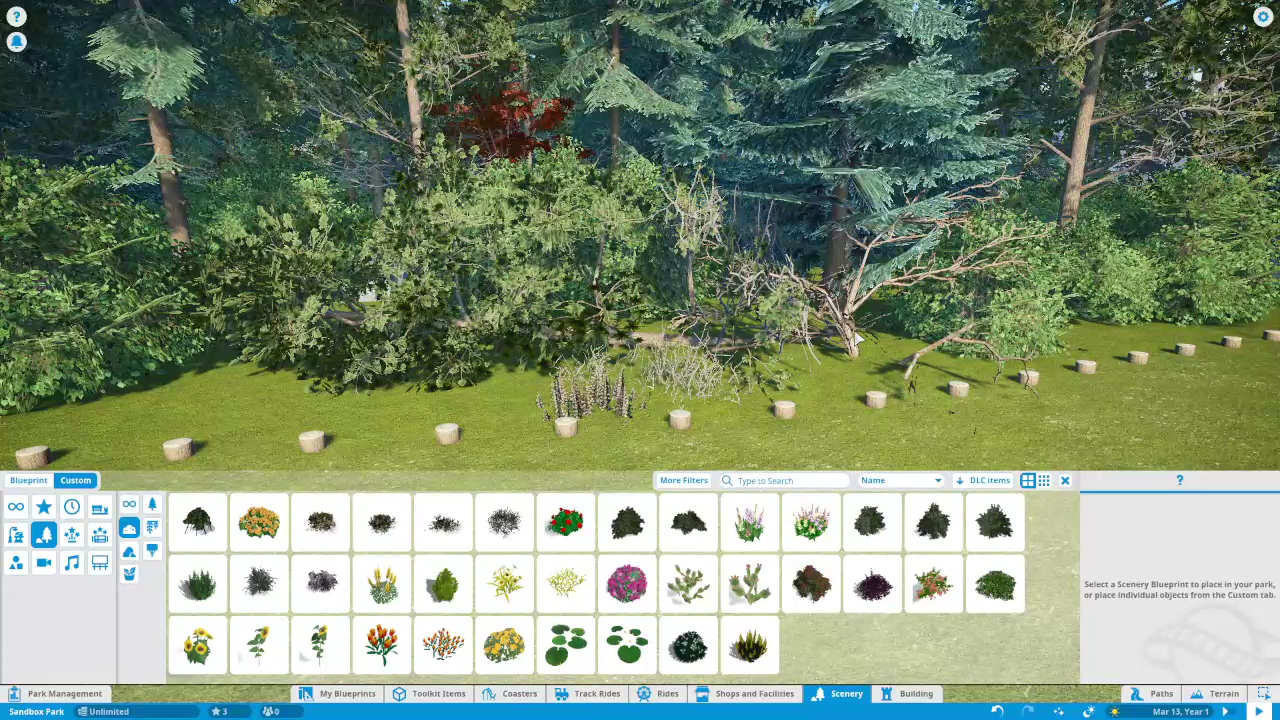 ?
Blueprint Custom More Filters Type to Search Name DLC items ?
Select a Scenery Blueprint to place in your park,
or place individual objects from the Custom tab.
Park Management My Blueprints Toolkit Items Coasters Track Rides Rides Shops and Facilities Scenery Building Paths Terrain
Sandbox Park Unlimited 3 0 Mar 13, Year 1